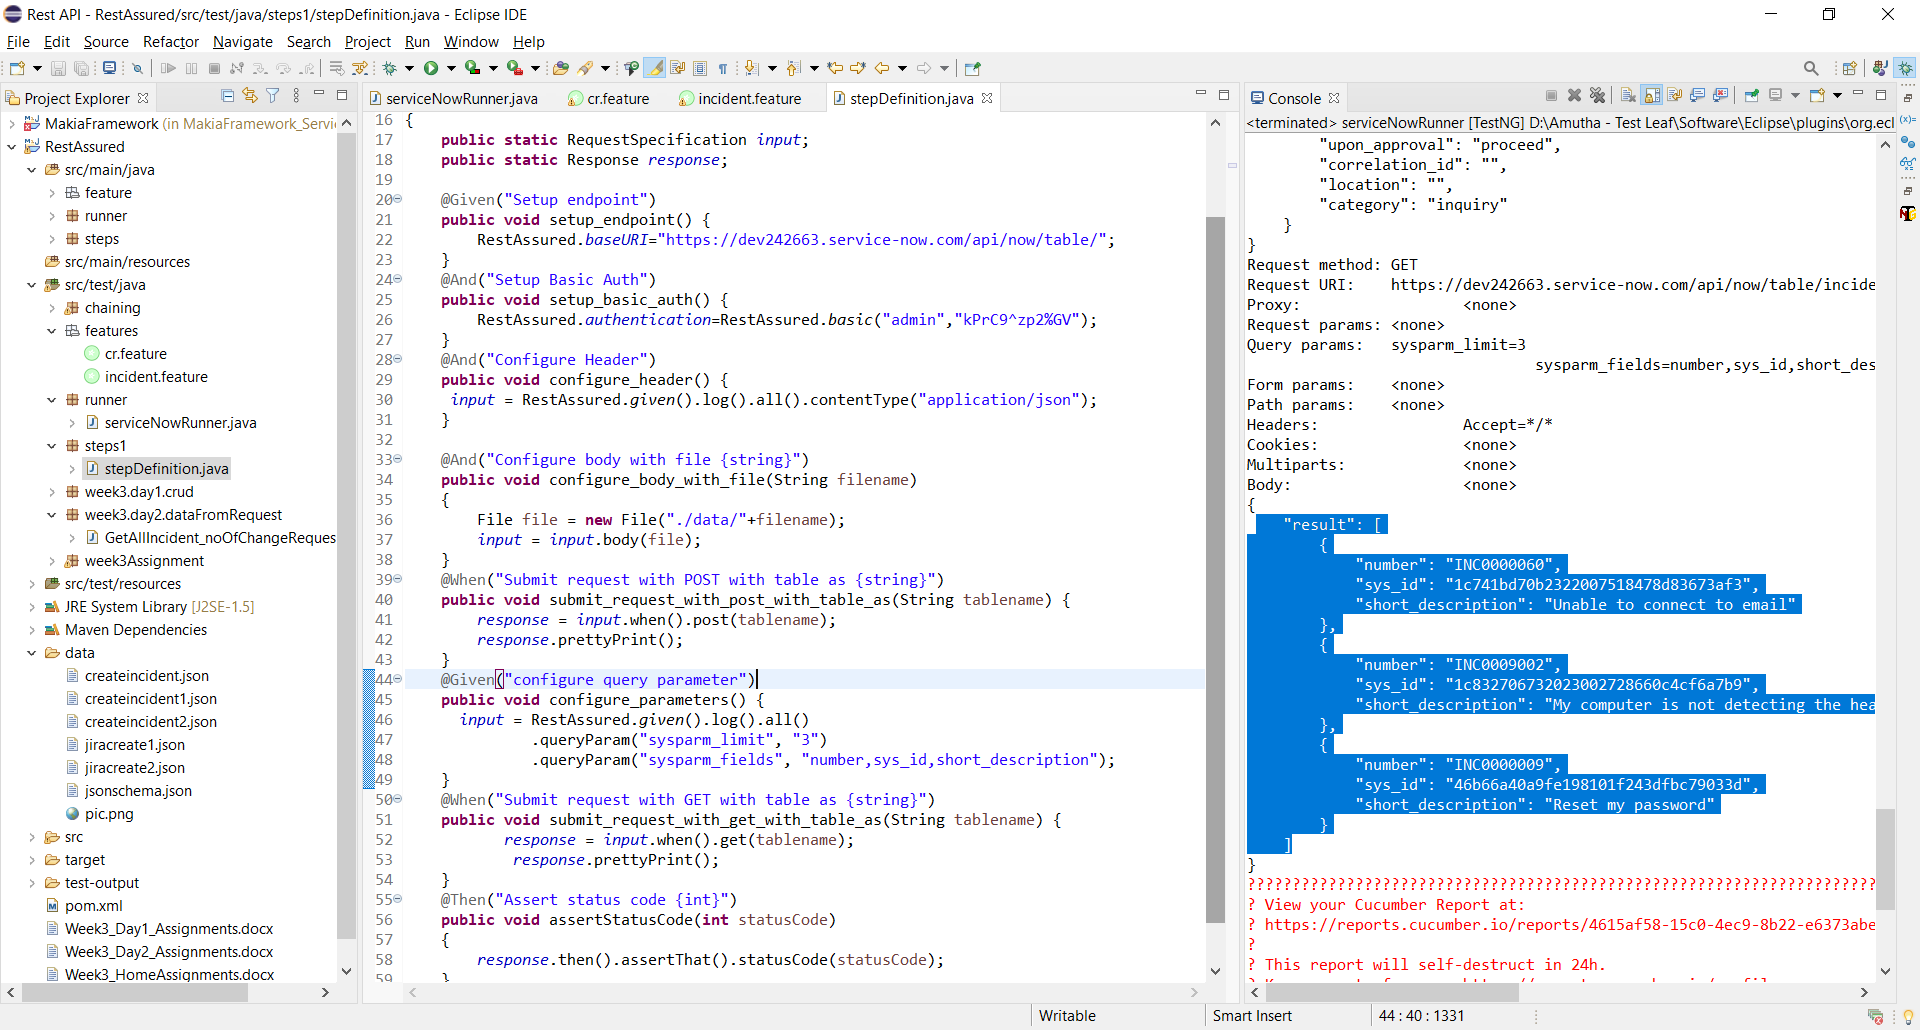 Rest API - RestAssured/src/test/java/steps1/stepDefinition.java - Eclipse IDE
File Edit Source Refactor Navigate Search Project Run Window Help
Project Explorer
MakiaFramework (in MakiaFramework_Servi
RestAssured
src/main/java
feature
runner
steps
src/main/resources
src/test/java
chaining
features
cr.feature
incident.feature
runner
serviceNowRunner.java
steps1
stepDefinition.java
week3.day1.crud
week3.day2.dataFromRequest
GetAllIncident_noOfChangeReques
week3Assignment
src/test/resources
JRE System Library [J2SE-1.5]
Maven Dependencies
data
createincident.json
createincident1.json
createincident2.json
jiracreate1.json
jiracreate2.json
jsonschema.json
pic.png
src
target
test-output
pom.xml
Week3_Day1_Assignments.docx
Week3_Day2_Assignments.docx
Week3_HomeAssignments.docx
serviceNowRunner.java cr.feature incident.feature stepDefinition.java
16 {
17 public static RequestSpecification input;
18 public static Response response;
19
20 @Given("Setup endpoint")
21 public void setup_endpoint() {
22 RestAssured.baseURI="https://dev242663.service-now.com/api/now/table/";
23 }
24 @And("Setup Basic Auth")
25 public void setup_basic_auth() {
26 RestAssured.authentication=RestAssured.basic("admin","kPrC9^zp2%GV");
27 }
28 @And("Configure Header")
29 public void configure_header() {
30 input = RestAssured.given().log().all().contentType("application/json");
31 }
32
33 @And("Configure body with file {string}")
34 public void configure_body_with_file(String filename)
35 {
36 File file = new File("./data/"+filename);
37 input = input.body(file);
38 }
39 @When("Submit request with POST with table as {string}")
40 public void submit_request_with_post_with_table_as(String tablename) {
41 response = input.when().post(tablename);
42 response.prettyPrint();
43 }
44 @Given("configure query parameter")
45 public void configure_parameters() {
46 input = RestAssured.given().log().all()
47 .queryParam("sysparm_limit", "3")
48 .queryParam("sysparm_fields", "number,sys_id,short_description");
49 }
50 @When("Submit request with GET with table as {string}")
51 public void submit_request_with_get_with_table_as(String tablename) {
52 response = input.when().get(tablename);
53 response.prettyPrint();
54 }
55 @Then("Assert status code {int}")
56 public void assertStatusCode(int statusCode)
57 {
58 response.then().assertThat().statusCode(statusCode);
59 }
Console
<terminated> serviceNowRunner [TestNG] D:\Amutha - Test Leaf\Software\Eclipse\plugins\org.ecl
"upon_approval": "proceed",
"correlation_id": "",
"location": "",
"category": "inquiry"
}
}
Request method: GET
Request URI: https://dev242663.service-now.com/api/now/table/incide
Proxy: <none>
Request params: <none>
Query params: sysparm_limit=3
sysparm_fields=number,sys_id,short_des
Form params: <none>
Path params: <none>
Headers: Accept=*/*
Cookies: <none>
Multiparts: <none>
Body: <none>
{
"result": [
{
"number": "INC0000060",
"sys_id": "1c741bd70b2322007518478d83673af3",
"short_description": "Unable to connect to email"
},
{
"number": "INC0009002",
"sys_id": "1c832706732023002728660c4cf6a7b9",
"short_description": "My computer is not detecting the hea
},
{
"number": "INC0000009",
"sys_id": "46b66a40a9fe198101f243dfbc79033d",
"short_description": "Reset my password"
}
]
}
??????????????????????????????????????????????????????????????????????
? View your Cucumber Report at:
? https://reports.cucumber.io/reports/4615af58-15c0-4ec9-8b22-e6373abe
?
? This report will self-destruct in 24h.
Writable Smart Insert 44 : 40 : 1331